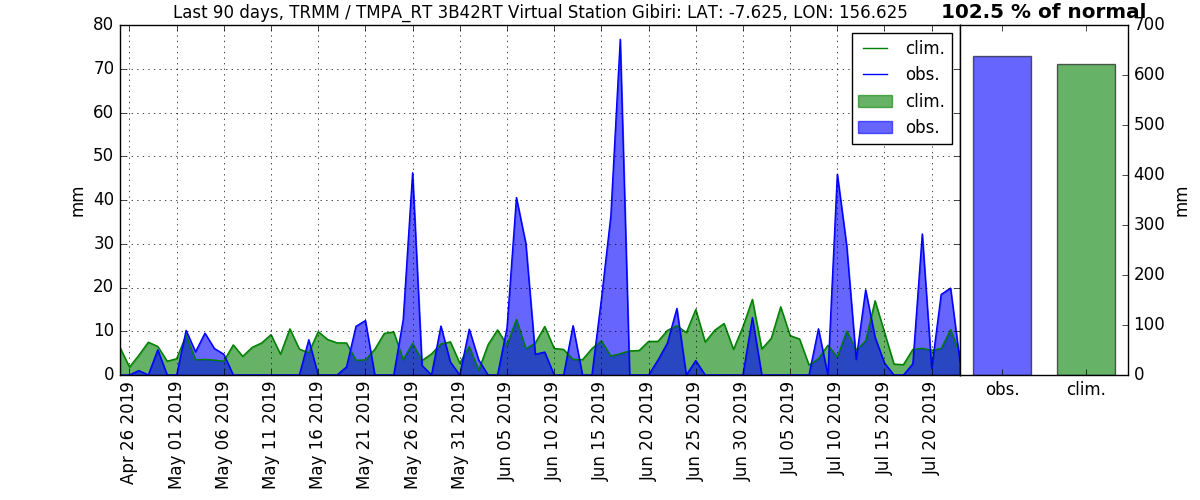 Last 90 days, TRMM / TMPA_RT 3B42RT Virtual Station Gibiri: LAT: -7.625, LON: 156.625
102.5 % of normal
80
70
60
50
40
30
20
10
0
mm
clim.
obs.
clim.
obs.
700
600
500
400
300
200
100
0
mm
obs.
clim.
Apr 26 2019
May 01 2019
May 06 2019
May 11 2019
May 16 2019
May 21 2019
May 26 2019
May 31 2019
Jun 05 2019
Jun 10 2019
Jun 15 2019
Jun 20 2019
Jun 25 2019
Jun 30 2019
Jul 05 2019
Jul 10 2019
Jul 15 2019
Jul 20 2019